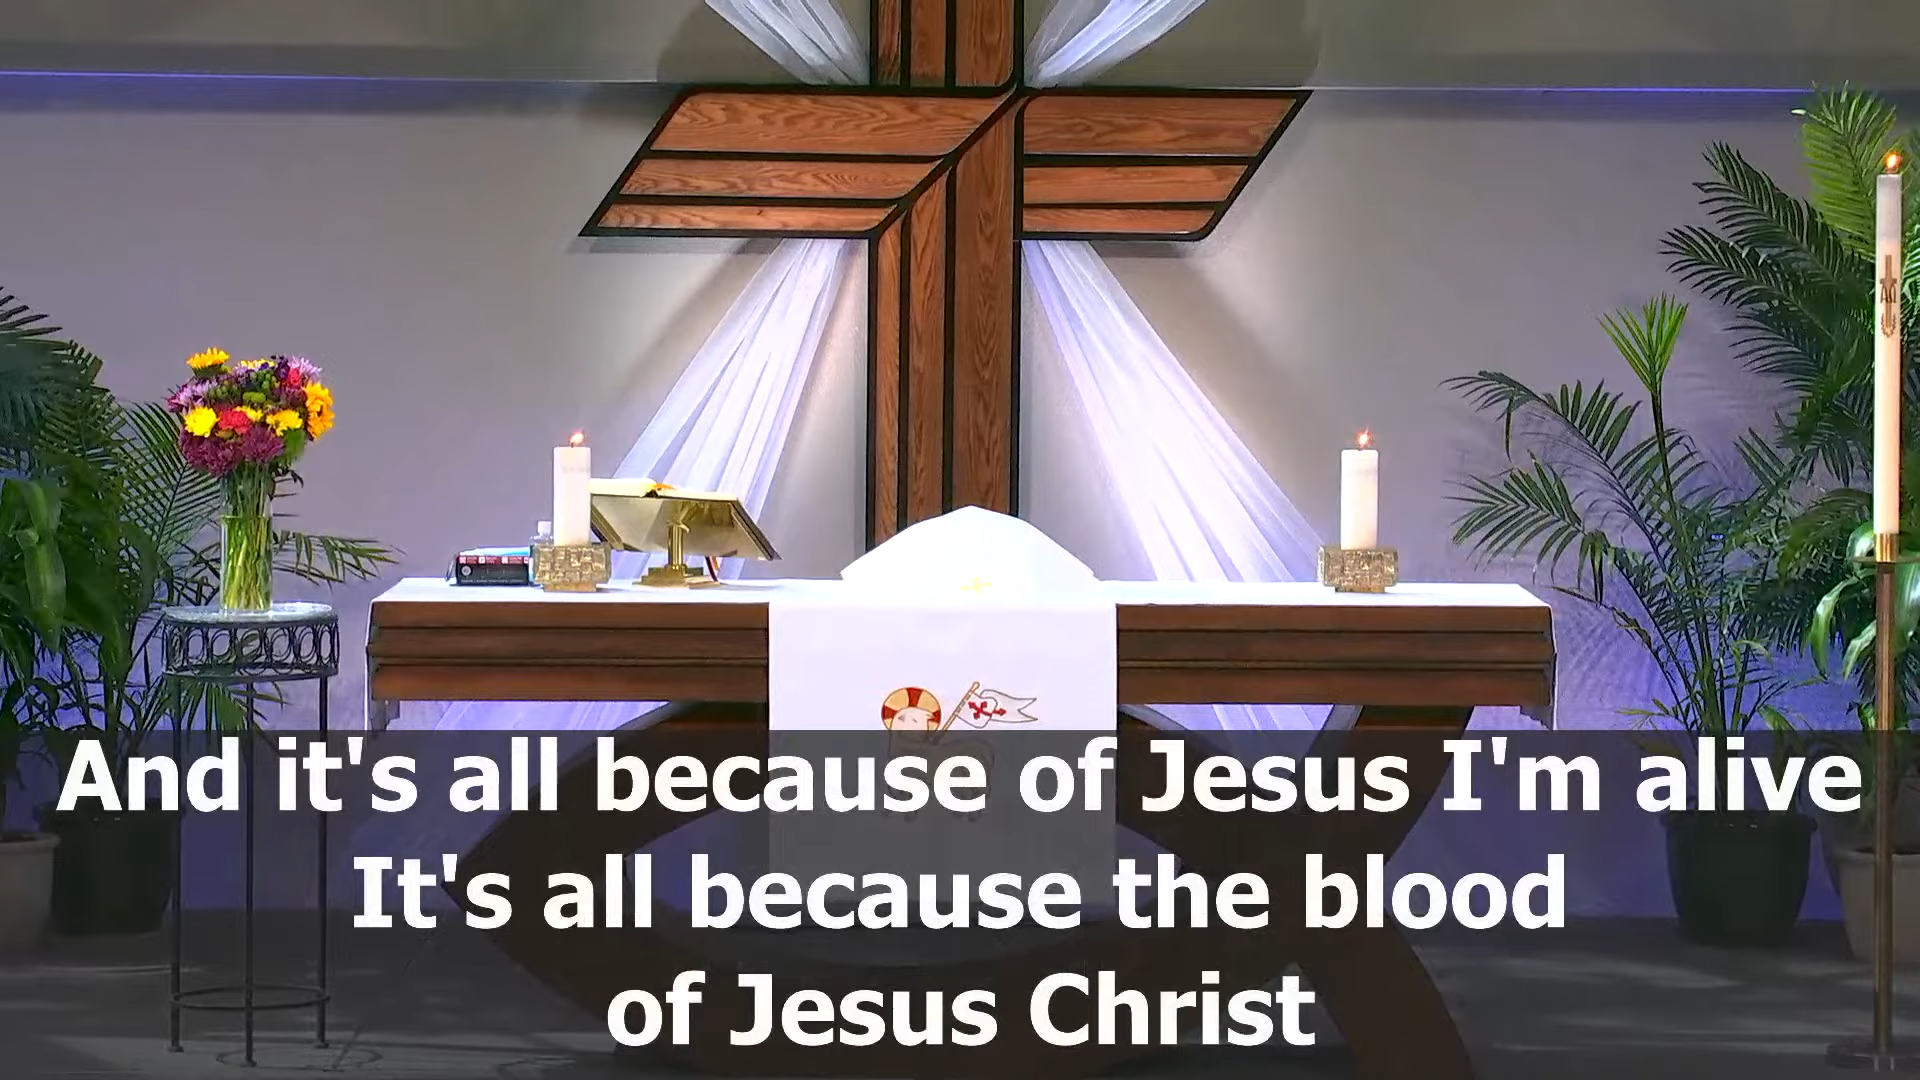 And it's all because of Jesus I'm alive
It's all because the blood
of Jesus Christ